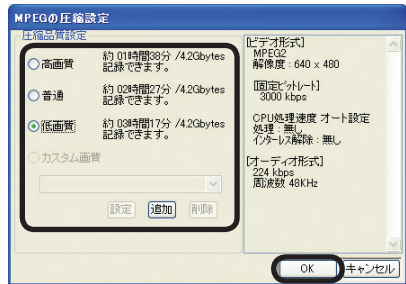 MPEGの圧縮設定
圧縮品質設定
高画質 約 01時間38分 /4.2Gbytes
記録できます。
普通 約 02時間27分 /4.2Gbytes
記録できます。
低画質 約 03時間17分 /4.2Gbytes
記録できます。
カスタム画質
設定 追加 削除
[ビデオ形式]
MPEG2
解像度 : 640 x 480
[固定ビットレート]
3000 kbps
CPU処理速度 オート設定
処理 : 無し
インターレス解除 : 無し
[オーディオ形式]
224 kbps
周波数 48KHz
OK キャンセル